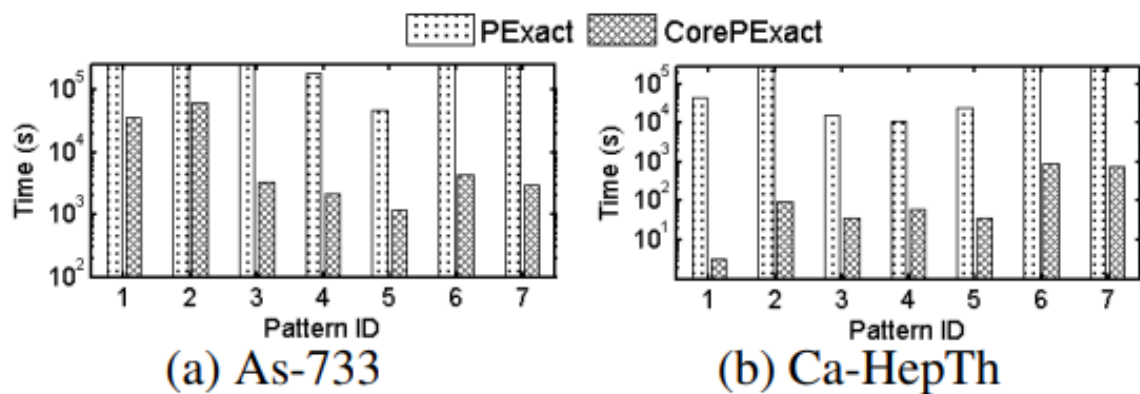 PExact CorePExact
Time (s)
10^5
10^4
10^3
10^2
1 2 3 4 5 6 7
Pattern ID
(a) As-733
Time (s)
10^5
10^4
10^3
10^2
10^1
1 2 3 4 5 6 7
Pattern ID
(b) Ca-HepTh